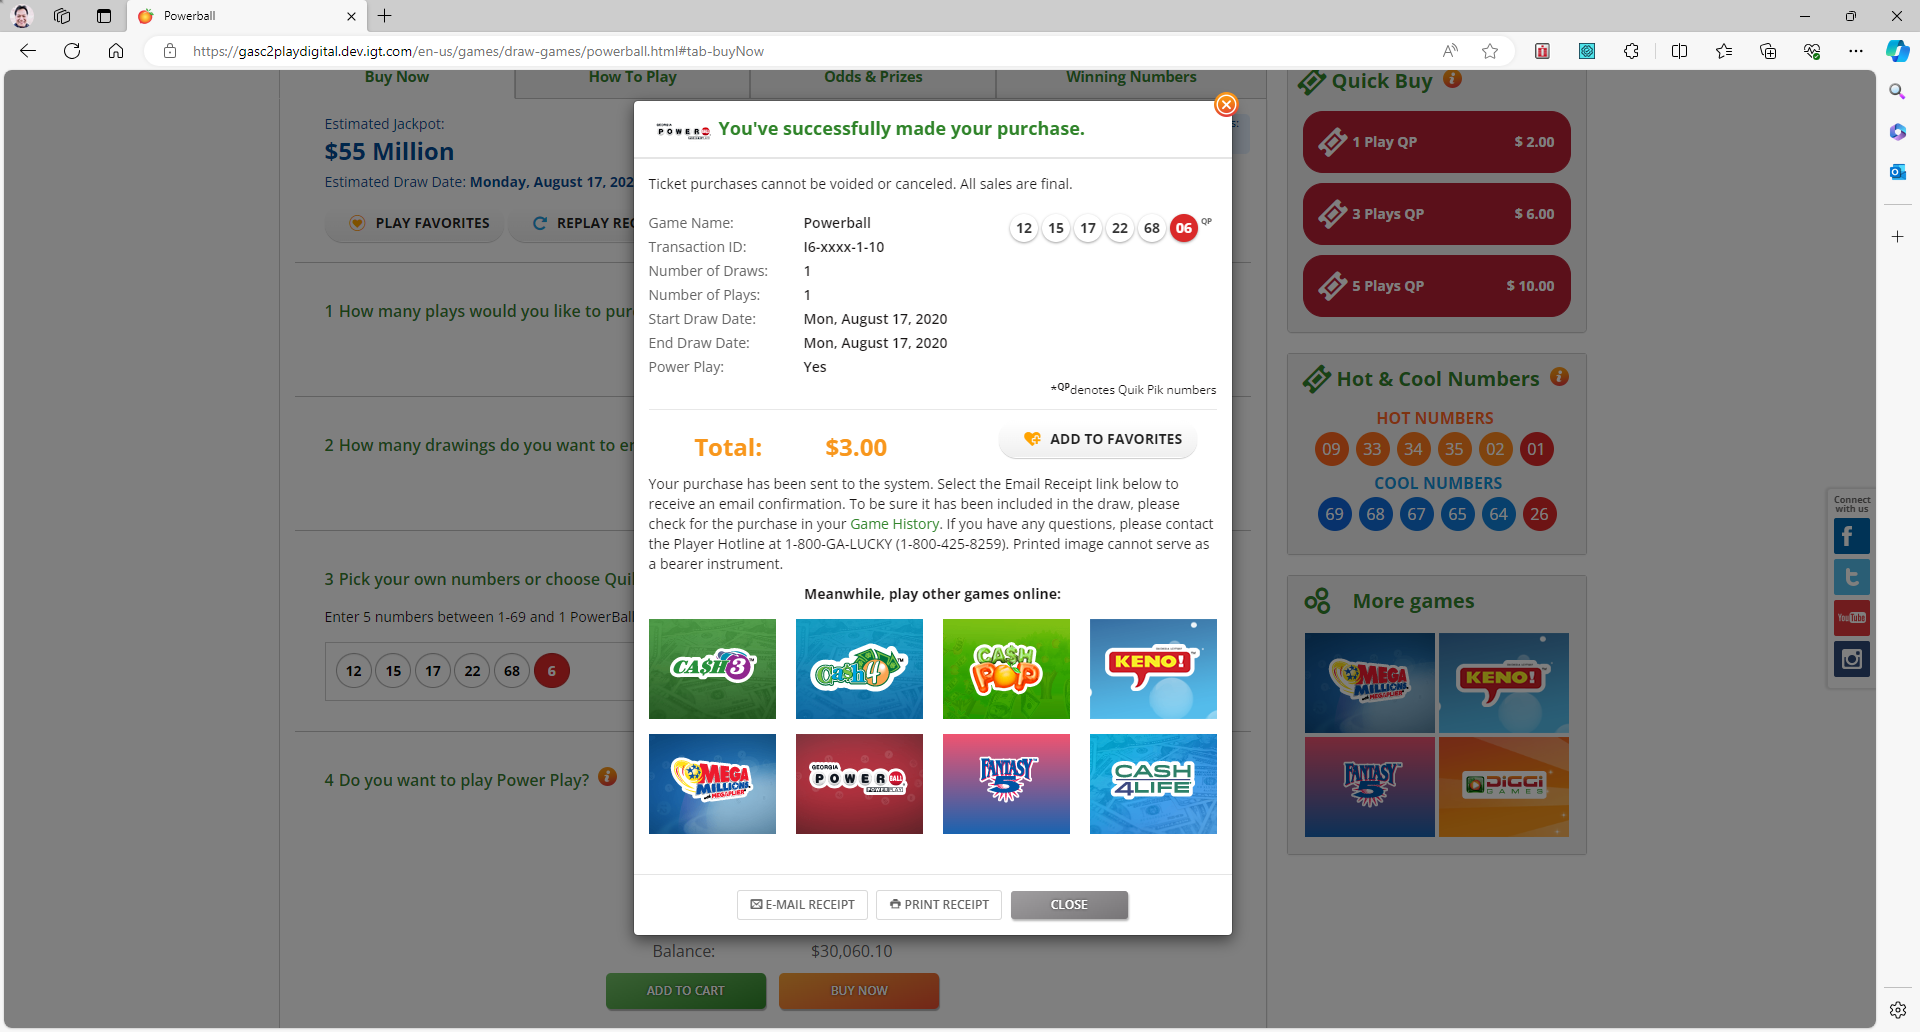 Powerball
https://gasc2playdigital.dev.igt.com/en-us/games/draw-games/powerball.html#tab-buyNow
Buy Now
How To Play
Odds & Prizes
Winning Numbers
Estimated Jackpot:
$55 Million
Estimated Draw Date: Monday, August 17, 202
PLAY FAVORITES
REPLAY RE
1 How many plays would you like to pur
2 How many drawings do you want to e
3 Pick your own numbers or choose Qui
Enter 5 numbers between 1-69 and 1 PowerBall
12 15 17 22 68 6
4 Do you want to play Power Play?
GEORGIA POWERBALL
You've successfully made your purchase.
Ticket purchases cannot be voided or canceled. All sales are final.
Game Name: Powerball
12 15 17 22 68 06 QP
Transaction ID: I6-xxxx-1-10
Number of Draws: 1
Number of Plays: 1
Start Draw Date: Mon, August 17, 2020
End Draw Date: Mon, August 17, 2020
Power Play: Yes
*QPdenotes Quik Pik numbers
Total: $3.00
ADD TO FAVORITES
Your purchase has been sent to the system. Select the Email Receipt link below to
receive an email confirmation. To be sure it has been included in the draw, please
check for the purchase in your Game History. If you have any questions, please contact
the Player Hotline at 1-800-GA-LUCKY (1-800-425-8259). Printed image cannot serve as
a bearer instrument.
Meanwhile, play other games online:
CA$H 3
Cash 4
CA$H POP
KENO!
MEGA MILLIONS MEGAPLIER
GEORGIA POWERBALL POWER PLAY
FANTASY 5
CASH 4LIFE
E-MAIL RECEIPT
PRINT RECEIPT
CLOSE
Balance: $30,060.10
ADD TO CART
BUY NOW
s:
Quick Buy
1 Play QP $ 2.00
3 Plays QP $ 6.00
5 Plays QP $ 10.00
Hot & Cool Numbers
HOT NUMBERS
09 33 34 35 02 01
COOL NUMBERS
69 68 67 65 64 26
More games
MEGA MILLIONS MEGAPLIER
KENO!
FANTASY 5
DiGGi GAMES
Connect
with us
You Tube